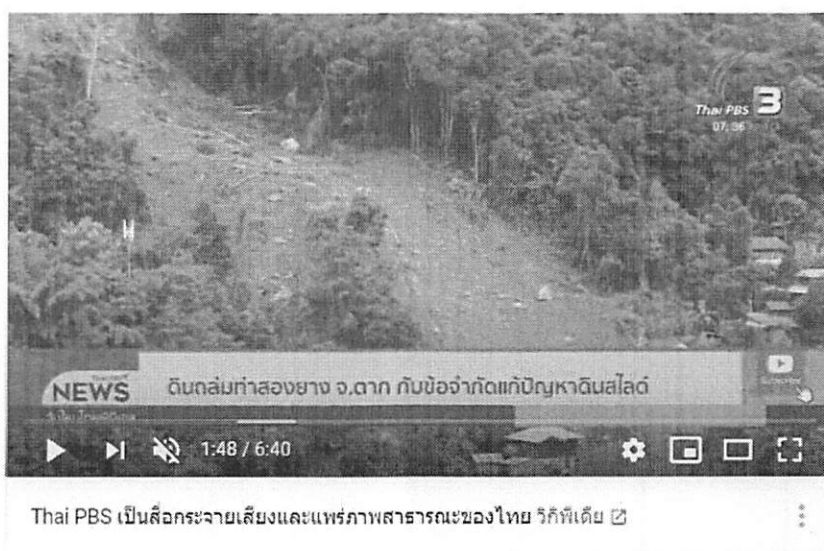 Thai PBS 3
07:36
NEWS ดินถล่มท่าสองยาง จ.ตาก กับข้อจำกัดแก้ปัญหาดินสไลด์
1:48 / 6:40
Thai PBS เป็นสื่อกระจายเสียงและแพร่ภาพสาธารณะของไทย วิกิพีเดีย